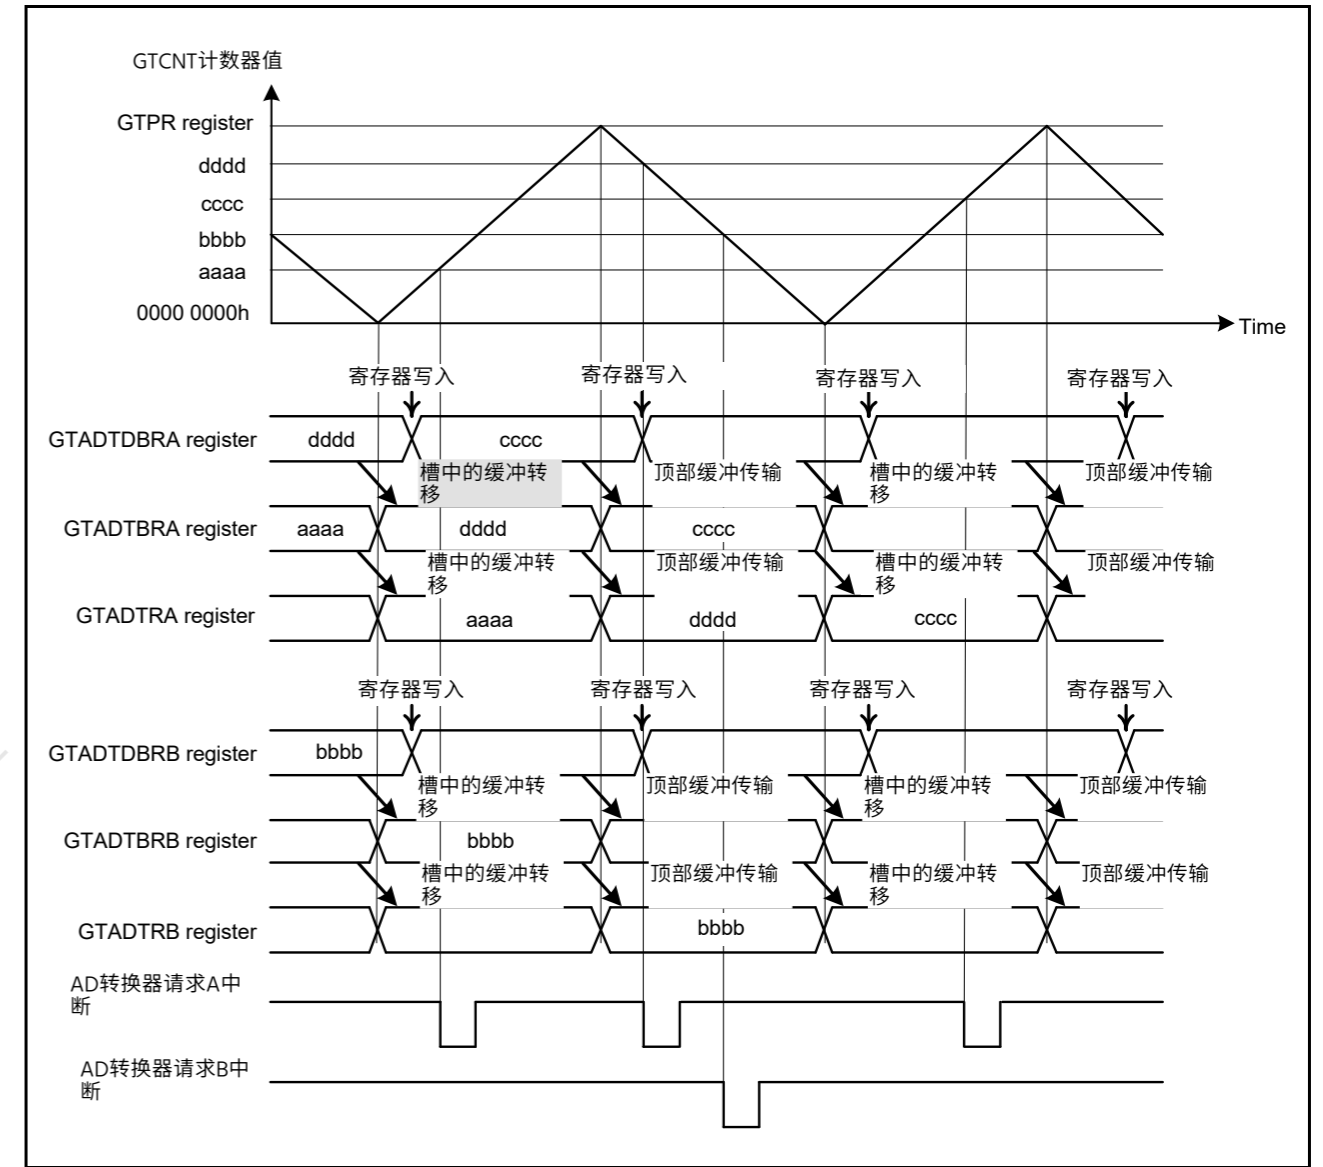 GTCNT计数器值
GTPR register
dddd
cccc
bbbb
aaaa
0000 0000h
Time
寄存器写入 寄存器写入 寄存器写入 寄存器写入
GTADTDBRA register dddd cccc
槽中的缓冲转 顶部缓冲传输 槽中的缓冲转 顶部缓冲传输
移 移
GTADTBRA register aaaa dddd cccc
槽中的缓冲转 顶部缓冲传输 槽中的缓冲转 顶部缓冲传输
移 移
GTADTRA register aaaa dddd cccc
寄存器写入 寄存器写入 寄存器写入 寄存器写入
GTADTDBRB register bbbb
槽中的缓冲转 顶部缓冲传输 槽中的缓冲转 顶部缓冲传输
移 移
GTADTBRB register bbbb
槽中的缓冲转 顶部缓冲传输 槽中的缓冲转 顶部缓冲传输
移 移
GTADTRB register bbbb
AD转换器请求A中
断
AD转换器请求B中
断